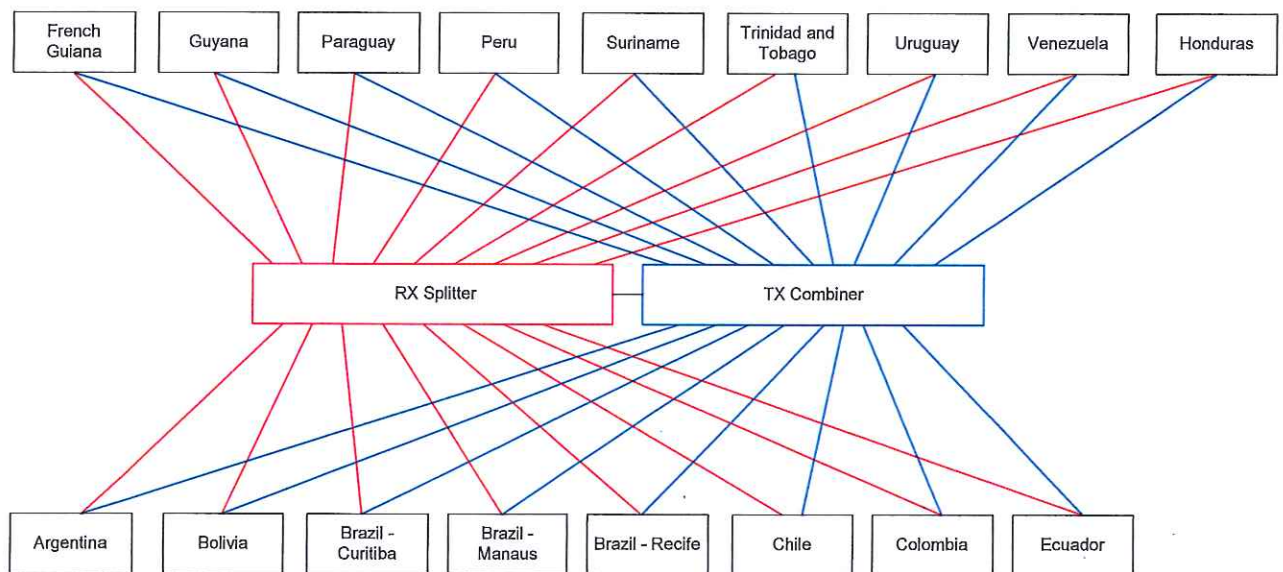 French
Guiana
Guyana
Paraguay
Peru
Suriname
Trinidad and
Tobago
Uruguay
Venezuela
Honduras
RX Splitter
TX Combiner
Argentina
Bolivia
Brazil -
Curitiba
Brazil -
Manaus
Brazil - Recife
Chile
Colombia
Ecuador